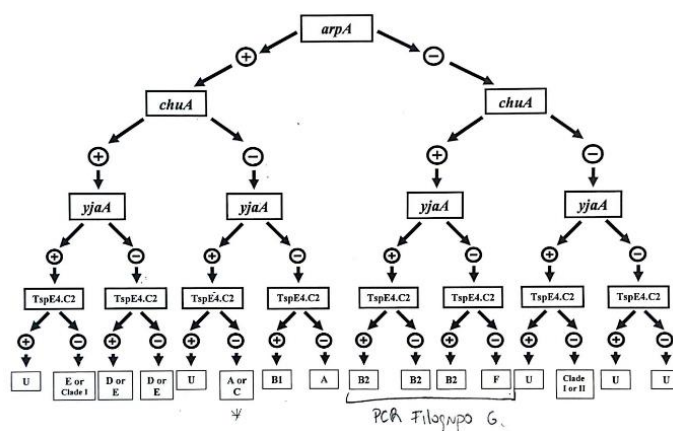 arpA
+ −
chuA chuA
+ − + −
yjaA yjaA yjaA yjaA
+ − + − + − + −
TspE4.C2 TspE4.C2 TspE4.C2 TspE4.C2 TspE4.C2 TspE4.C2 TspE4.C2 TspE4.C2
+ − + − + − + − + − + − + − + −
U E or D or D or U A or B1 A B2 B2 B2 F U Clade U U
Clade I E E C I or II
PCR Filogrupo G.